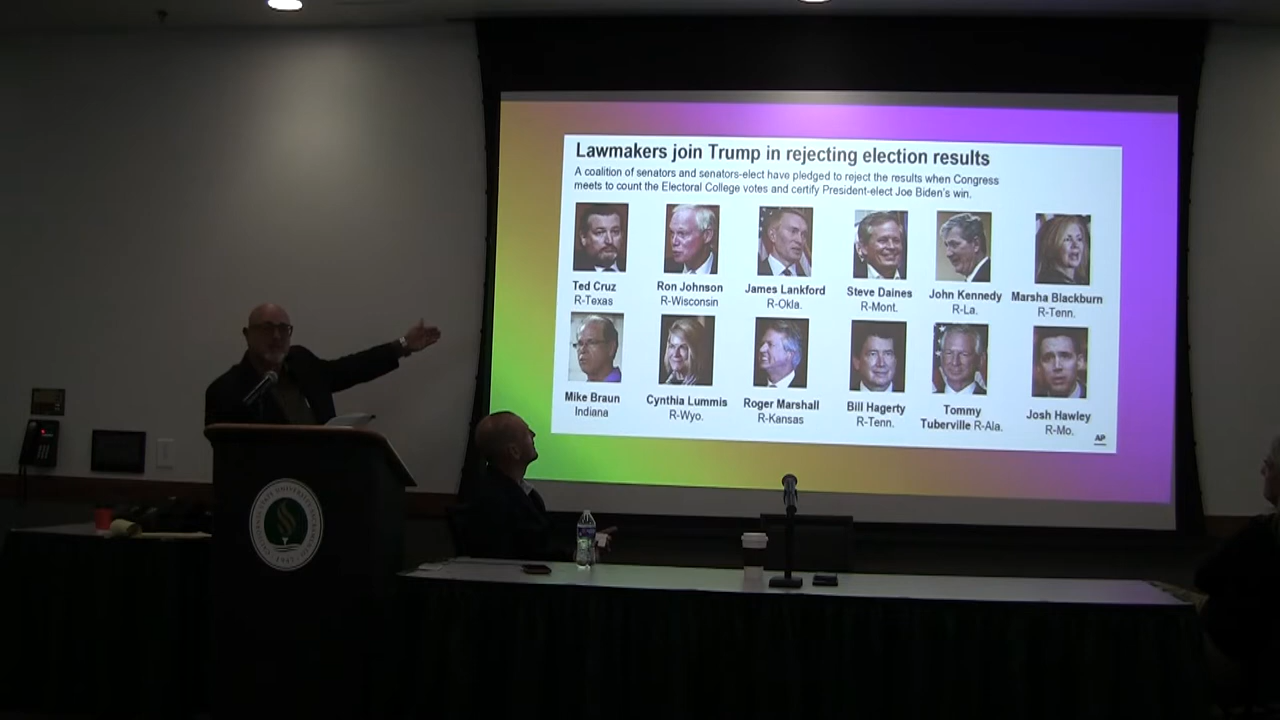 Lawmakers join Trump in rejecting election results
A coalition of senators and senators-elect have pledged to reject the results when Congress
meets to count the Electoral College votes and certify President-elect Joe Biden's win.
Ted Cruz
R-Texas
Ron Johnson
R-Wisconsin
James Lankford
R-Okla.
Steve Daines
R-Mont.
John Kennedy
R-La.
Marsha Blackburn
R-Tenn.
Mike Braun
Indiana
Cynthia Lummis
R-Wyo.
Roger Marshall
R-Kansas
Bill Hagerty
R-Tenn.
Tommy
Tuberville R-Ala.
Josh Hawley
R-Mo.
AP